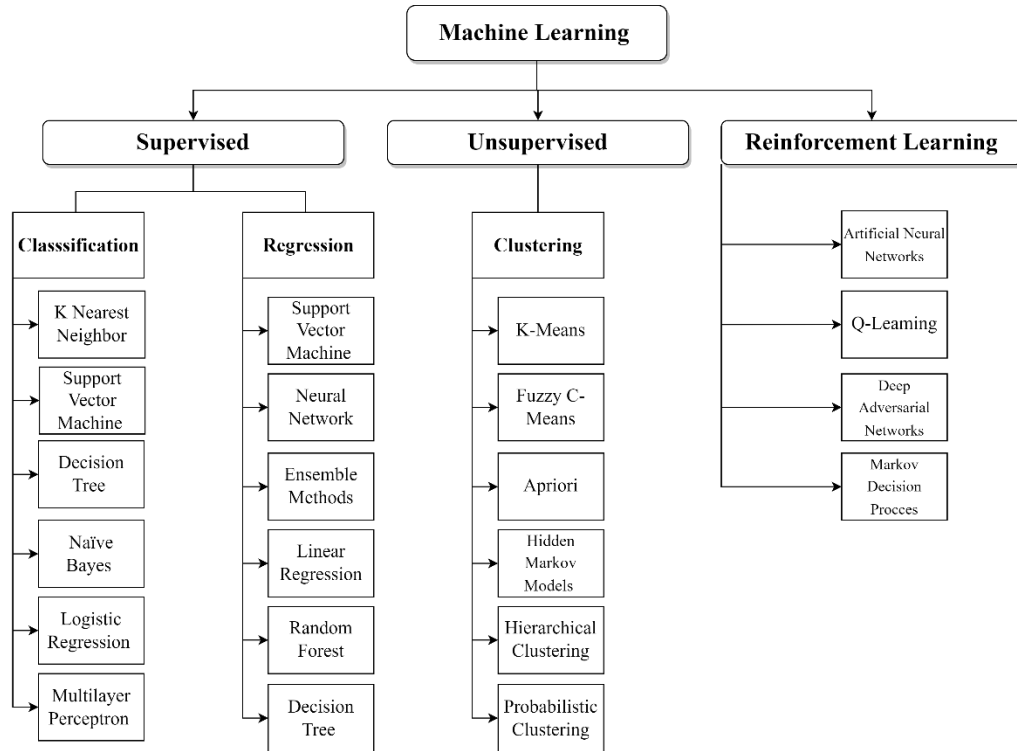 Machine Learning
Supervised
Unsupervised
Reinforcement Learning
Classsification
K Nearest
Neighbor
Support
Vector
Machine
Decision
Tree
Naïve
Bayes
Logistic
Regression
Multilayer
Perceptron
Regression
Support
Vector
Machine
Neural
Network
Ensemble
Methods
Linear
Regression
Random
Forest
Decision
Tree
Clustering
K-Means
Fuzzy C-
Means
Apriori
Hidden
Markov
Models
Hierarchical
Clustering
Probabilistic
Clustering
Artificial Neural
Networks
Q-Leaming
Deep
Adversarial
Networks
Markov
Decision
Procces